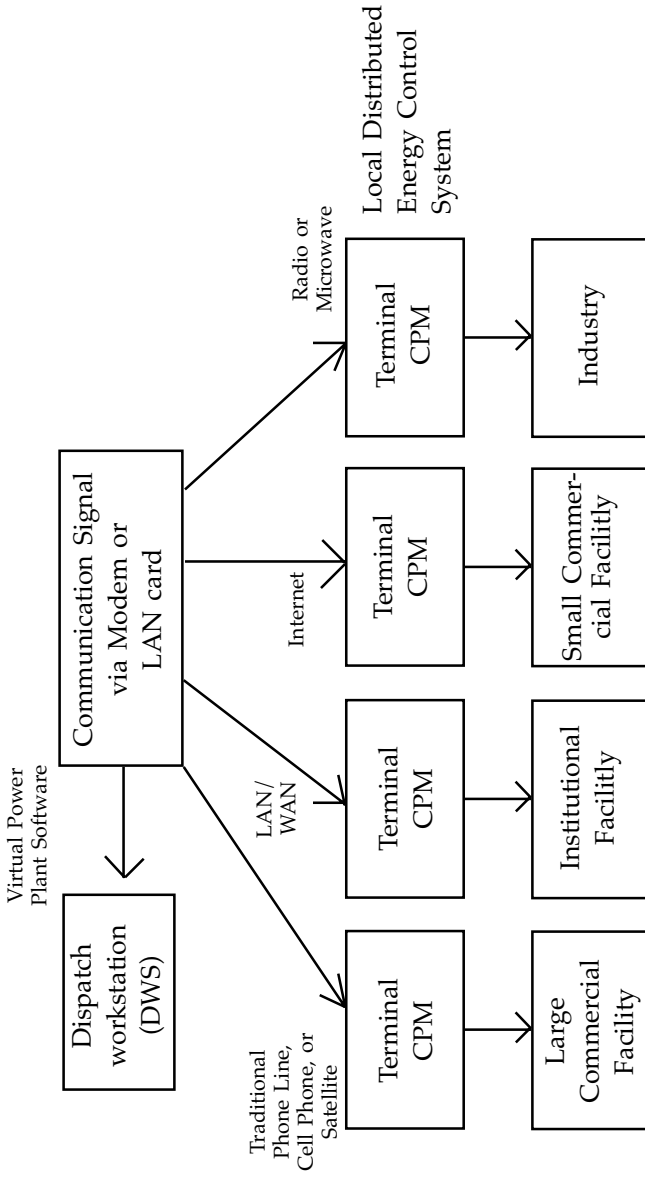 Virtual Power
Plant Software
Dispatch
workstation
(DWS)
Communication Signal
via Modem or
LAN card
Traditional
Phone Line,
Cell Phone, or
Satellite
LAN/
WAN
Internet
Radio or
Microwave
Terminal
CPM
Terminal
CPM
Terminal
CPM
Terminal
CPM
Local Distributed
Energy Control
System
Large
Commercial
Facility
Institutional
Facilitly
Small Commer-
cial Facilitly
Industry